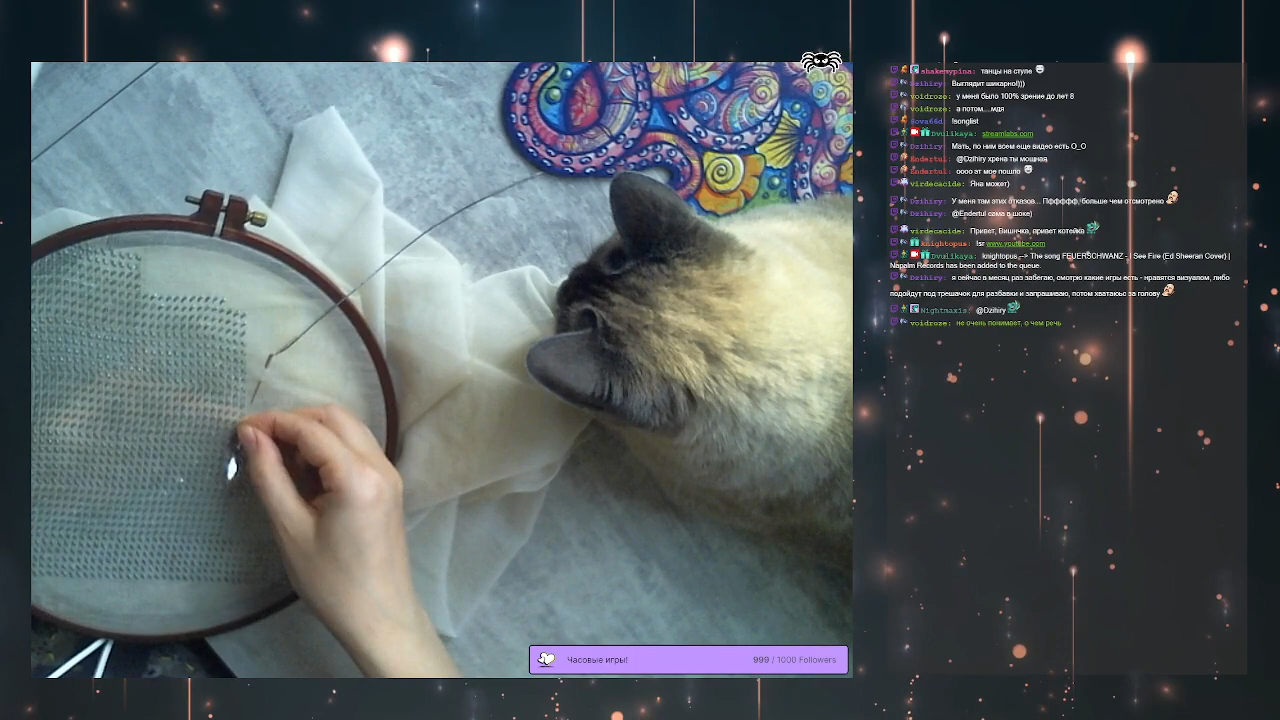 shakemypina: танцы на стуле
Dzihiry: Выглядит шикарно!)))
voidroze: у меня было 100% зрение до лет 8
voidroze: а потом....мдя
Sova66d: !songlist
Dvulikaya: streamlabs.com
Dzihiry: Мать, по ним всем еще видео есть O_O
Endertul: @Dzihiry хрена ты мощная
Endertul: оооо эт мое пошло
virdecacide: Яна может)
Dzihiry: У меня там этих отказов... Пффффф, больше чем отсмотрено
Dzihiry: @Endertul сама в шоке)
virdecacide: Привет, Вишнчка, привет котейка
knightopus: !sr www.youtube.com
Dvulikaya: knightopus --> The song FEUERSCHWANZ - I See Fire (Ed Sheeran Cover) |
Napalm Records has been added to the queue.
Dzihiry: я сейчас в месяц раз забегаю, смотрю какие игры есть - нравятся визуалом, либо
подойдут под трешачок для разбавки и запрашиваю, потом хватаюсь за голову
Nightmaxis: @Dzihiry
voidroze: не очень понимает, о чем речь
Часовые игры!
999 / 1000 Followers